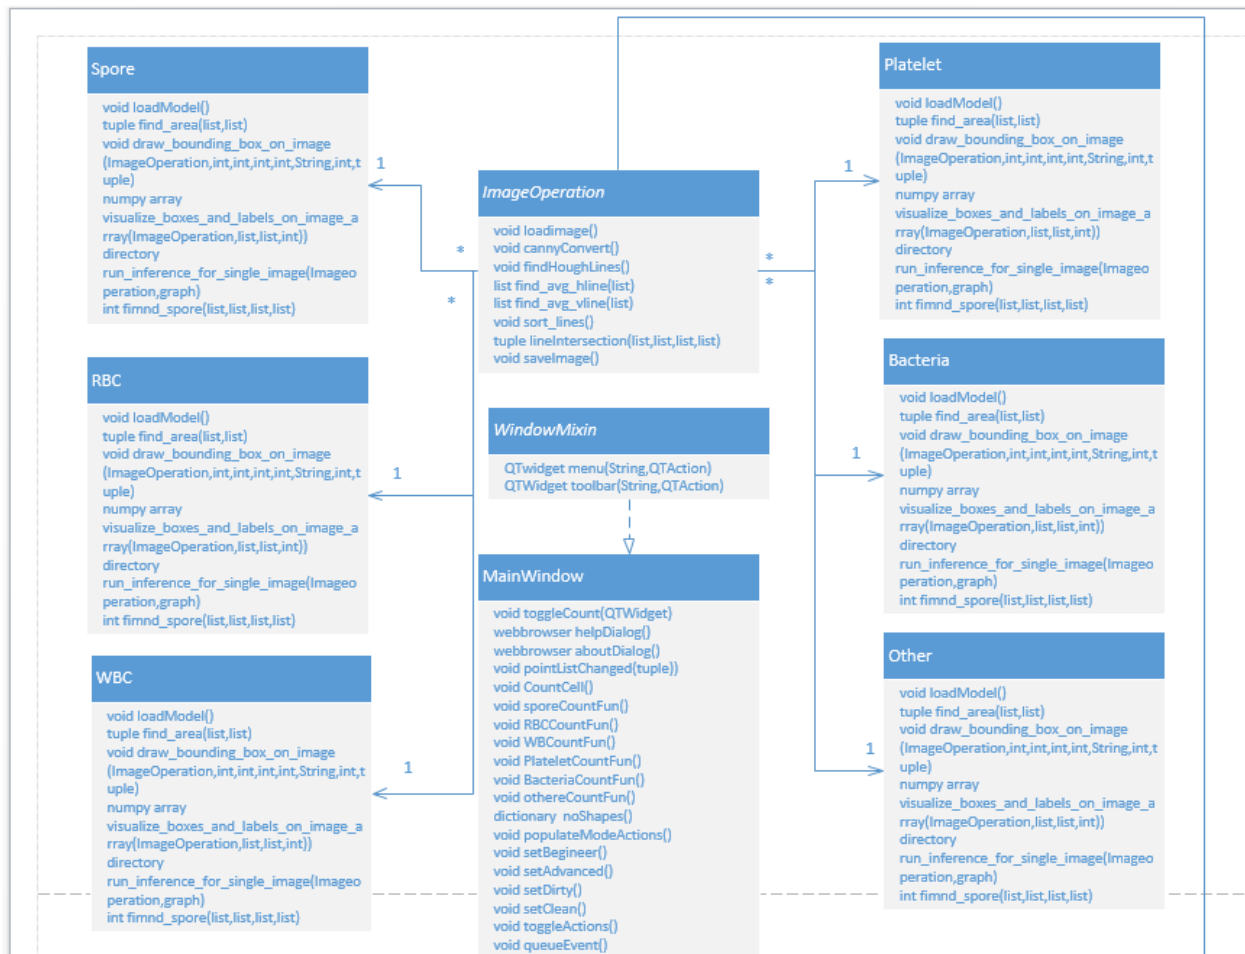 Spore
void loadModel()
tuple find_area(list,list)
void draw_bounding_box_on_image
(ImageOperation,int,int,int,int,String,int,t
uple)
numpy array
visualize_boxes_and_labels_on_image_a
rray(ImageOperation,list,list,int))
directory
run_inference_for_single_image(Imageo
peration,graph)
int fimnd_spore(list,list,list,list)
1
*
*
RBC
void loadModel()
tuple find_area(list,list)
void draw_bounding_box_on_image
(ImageOperation,int,int,int,int,String,int,t
uple)
numpy array
visualize_boxes_and_labels_on_image_a
rray(ImageOperation,list,list,int))
directory
run_inference_for_single_image(Imageo
peration,graph)
int fimnd_spore(list,list,list,list)
1
WBC
void loadModel()
tuple find_area(list,list)
void draw_bounding_box_on_image
(ImageOperation,int,int,int,int,String,int,t
uple)
numpy array
visualize_boxes_and_labels_on_image_a
rray(ImageOperation,list,list,int))
directory
run_inference_for_single_image(Imageo
peration,graph)
int fimnd_spore(list,list,list,list)
1
ImageOperation
void loadimage()
void cannyConvert()
void findHoughLines()
list find_avg_hline(list)
list find_avg_vline(list)
void sort_lines()
tuple lineIntersection(list,list,list,list)
void saveImage()
WindowMixin
QTwidget menu(String,QTAction)
QTWidget toolbar(String,QTAction)
MainWindow
void toggleCount(QTWidget)
webbrowser helpDialog()
webbrowser aboutDialog()
void pointListChanged(tuple))
void CountCell()
void sporeCountFun()
void RBCCountFun()
void WBCountFun()
void PlateletCountFun()
void BacteriaCountFun()
void othereCountFun()
dictionary  noShapes()
void populateModeActions()
void setBegineer()
void setAdvanced()
void setDirty()
void setClean()
void toggleActions()
void queueEvent()
*
*
Platelet
void loadModel()
tuple find_area(list,list)
void draw_bounding_box_on_image
(ImageOperation,int,int,int,int,String,int,t
uple)
numpy array
visualize_boxes_and_labels_on_image_a
rray(ImageOperation,list,list,int))
directory
run_inference_for_single_image(Imageo
peration,graph)
int fimnd_spore(list,list,list,list)
1
Bacteria
void loadModel()
tuple find_area(list,list)
void draw_bounding_box_on_image
(ImageOperation,int,int,int,int,String,int,t
uple)
numpy array
visualize_boxes_and_labels_on_image_a
rray(ImageOperation,list,list,int))
directory
run_inference_for_single_image(Imageo
peration,graph)
int fimnd_spore(list,list,list,list)
1
Other
void loadModel()
tuple find_area(list,list)
void draw_bounding_box_on_image
(ImageOperation,int,int,int,int,String,int,t
uple)
numpy array
visualize_boxes_and_labels_on_image_a
rray(ImageOperation,list,list,int))
directory
run_inference_for_single_image(Imageo
peration,graph)
int fimnd_spore(list,list,list,list)
1